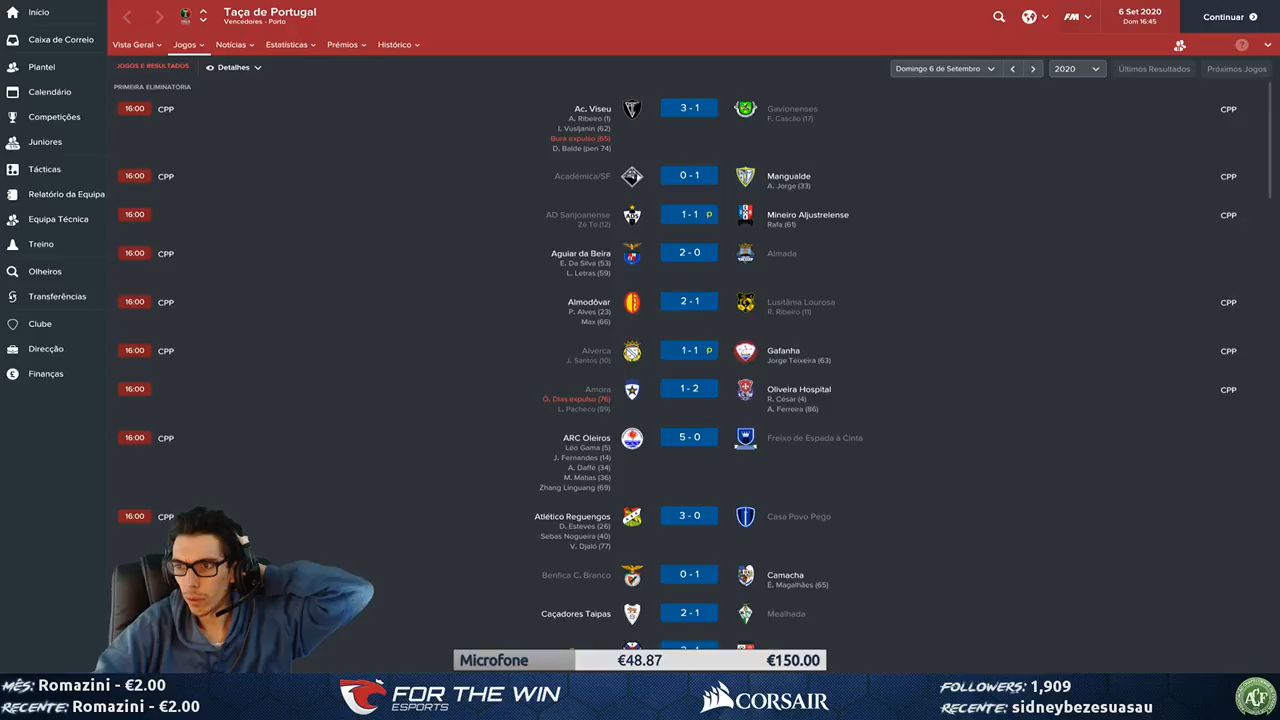 Início
Caixa de Correio
Plantel
Calendário
Competições
Juniores
Tácticas
Relatório da Equipa
Equipa Técnica
Treino
Olheiros
Transferências
Clube
Direcção
Finanças
Taça de Portugal
Vencedores - Porto
FM
6 Set 2020
Dom 16:45
Continuar
Vista Geral
Jogos
Notícias
Estatísticas
Prémios
Histórico
JOGOS E RESULTADOS
Detalhes
Domingo 6 de Setembro
2020
Últimos Resultados
Próximos Jogos
PRIMEIRA ELIMINATÓRIA
16:00 CPP Ac. Viseu 3 - 1 Gavionenses CPP
A. Ribeiro (1) F. Cascão (17)
I. Vusljanin (62)
Bura expulso (65)
D. Balde (pen 74)
16:00 CPP Académica/SF 0 - 1 Mangualde CPP
A. Jorge (33)
16:00 AD Sanjoanense 1 - 1 p Mineiro Aljustrelense CPP
Zé Tó (12) Rafa (61)
16:00 CPP Aguiar da Beira 2 - 0 Almada
E. Da Silva (53)
L. Letras (59)
16:00 CPP Almodôvar 2 - 1 Lusitânia Lourosa CPP
P. Alves (23) R. Ribeiro (11)
Max (66)
16:00 CPP Alverca 1 - 1 p Gafanha CPP
J. Santos (10) Jorge Teixeira (63)
16:00 Amora 1 - 2 Oliveira Hospital CPP
Ó. Dias expulso (76) R. César (4)
L. Pacheco (89) A. Ferreira (86)
16:00 CPP ARC Oleiros 5 - 0 Freixo de Espada à Cinta
Léo Gama (5)
J. Fernandes (14)
A. Daffé (34)
M. Matias (36)
Zhang Linguang (69)
16:00 CPP Atlético Reguengos 3 - 0 Casa Povo Pego
D. Esteves (26)
Sebas Nogueira (40)
V. Djaló (77)
Benfica C. Branco 0 - 1 Camacha
É. Magalhães (65)
Caçadores Taipas 2 - 1 Mealhada
Microfone €48.87 €150.00
MÊS: Romazini - €2.00
RECENTE: Romazini - €2.00
FOR THE WIN
ESPORTS
CORSAIR
FOLLOWERS: 1,909
RECENTE: sidneybezesuasau